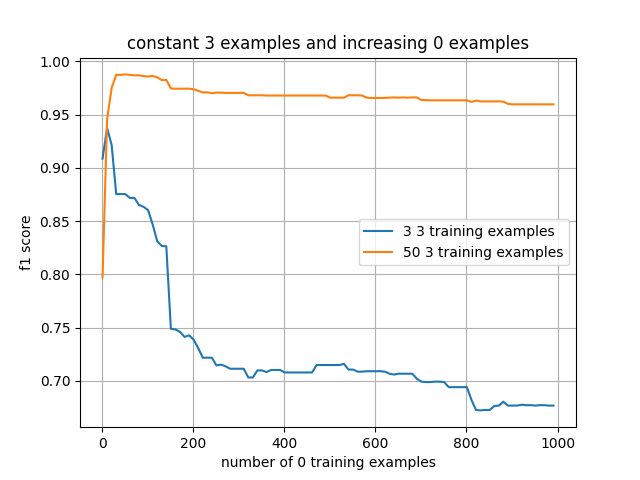 constant 3 examples and increasing 0 examples
1.00
0.95
0.90
0.85
0.80
0.75
0.70
f1 score
3 3 training examples
50 3 training examples
0 200 400 600 800 1000
number of 0 training examples